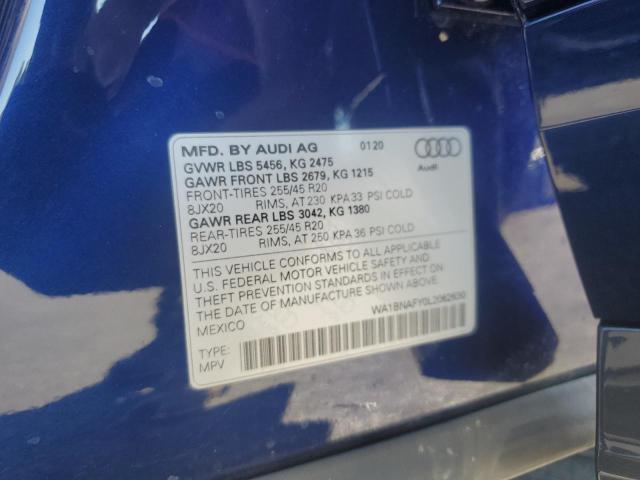 MFD. BY AUDI AG 01 20
GVWR LBS 5456, KG 2475
GAWR FRONT LBS 2679, KG 1215
FRONT-TIRES 255/45 R20
8JX20 RIMS, AT 230 KPA 33 PSI COLD
GAWR REAR LBS 3042, KG 1380
REAR-TIRES 255/45 R20
8JX20 RIMS, AT 250 KPA 36 PSI COLD
Audi
THIS VEHICLE CONFORMS TO ALL APPLICABLE
U.S. FEDERAL MOTOR VEHICLE SAFETY AND
THEFT PREVENTION STANDARDS IN EFFECT ON
THE DATE OF MANUFACTURE SHOWN ABOVE.
MEXICO
WA1BNAFY0L2062630
TYPE:
MPV